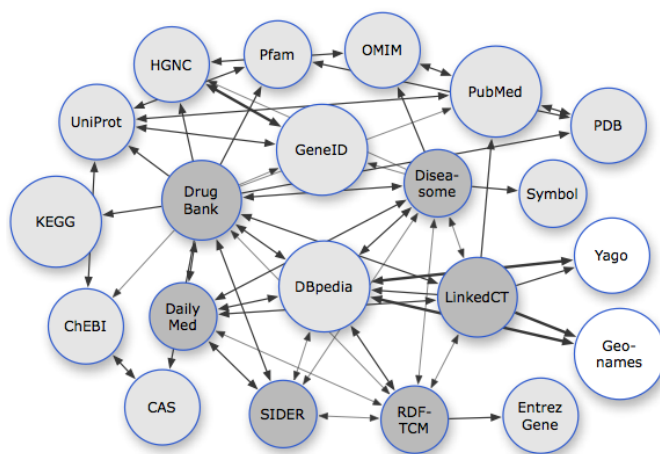 HGNC
Pfam
OMIM
PubMed
UniProt
GeneID
PDB
Drug
Bank
Disea-
some
Symbol
KEGG
Yago
DBpedia
LinkedCT
Daily
Med
ChEBI
Geo-
names
CAS
SIDER
RDF-
TCM
Entrez
Gene